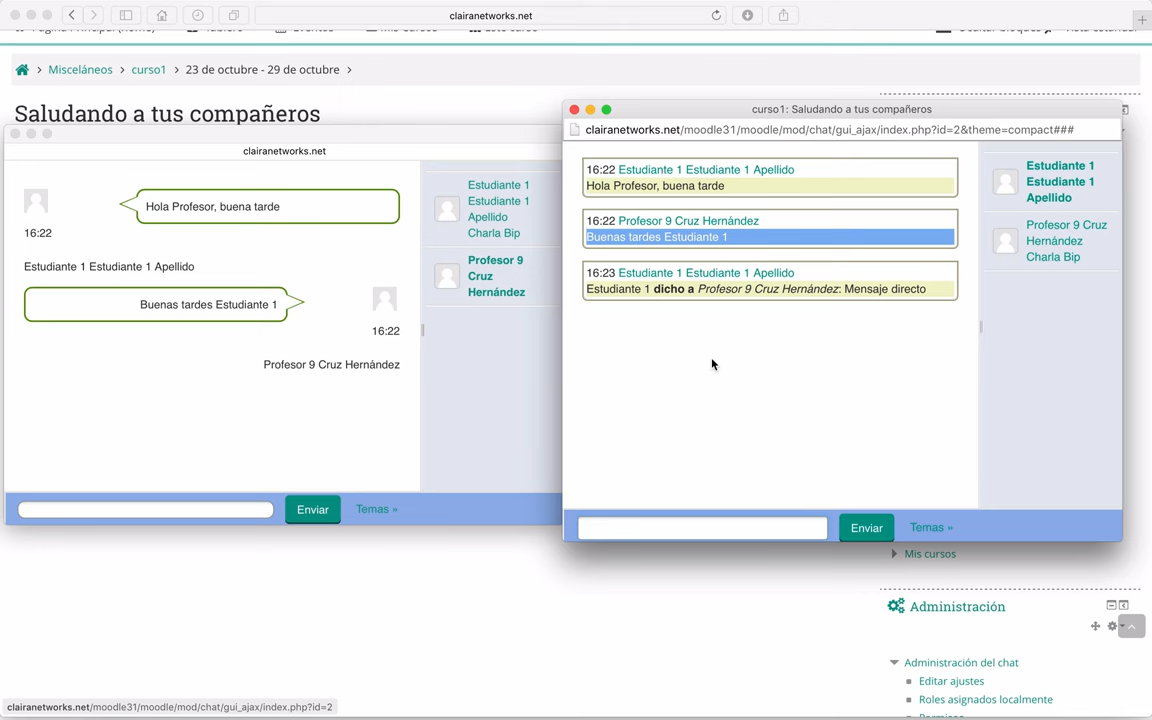 clairanetworks.net
Misceláneos > curso1 > 23 de octubre - 29 de octubre >
Saludando a tus compañeros
clairanetworks.net
Hola Profesor, buena tarde
16:22
Estudiante 1 Estudiante 1 Apellido
Buenas tardes Estudiante 1
16:22
Profesor 9 Cruz Hernández
Estudiante 1
Estudiante 1
Apellido
Charla Bip
Profesor 9
Cruz
Hernández
Enviar
Temas »
curso1: Saludando a tus compañeros
clairanetworks.net/moodle31/moodle/mod/chat/gui_ajax/index.php?id=2&theme=compact###
16:22 Estudiante 1 Estudiante 1 Apellido
Hola Profesor, buena tarde
16:22 Profesor 9 Cruz Hernández
Buenas tardes Estudiante 1
16:23 Estudiante 1 Estudiante 1 Apellido
Estudiante 1 dicho a Profesor 9 Cruz Hernández: Mensaje directo
Estudiante 1
Estudiante 1
Apellido
Profesor 9 Cruz
Hernández
Charla Bip
Enviar
Temas »
Mis cursos
Administración
Administración del chat
Editar ajustes
Roles asignados localmente
clairanetworks.net/moodle31/moodle/mod/chat/gui_ajax/index.php?id=2